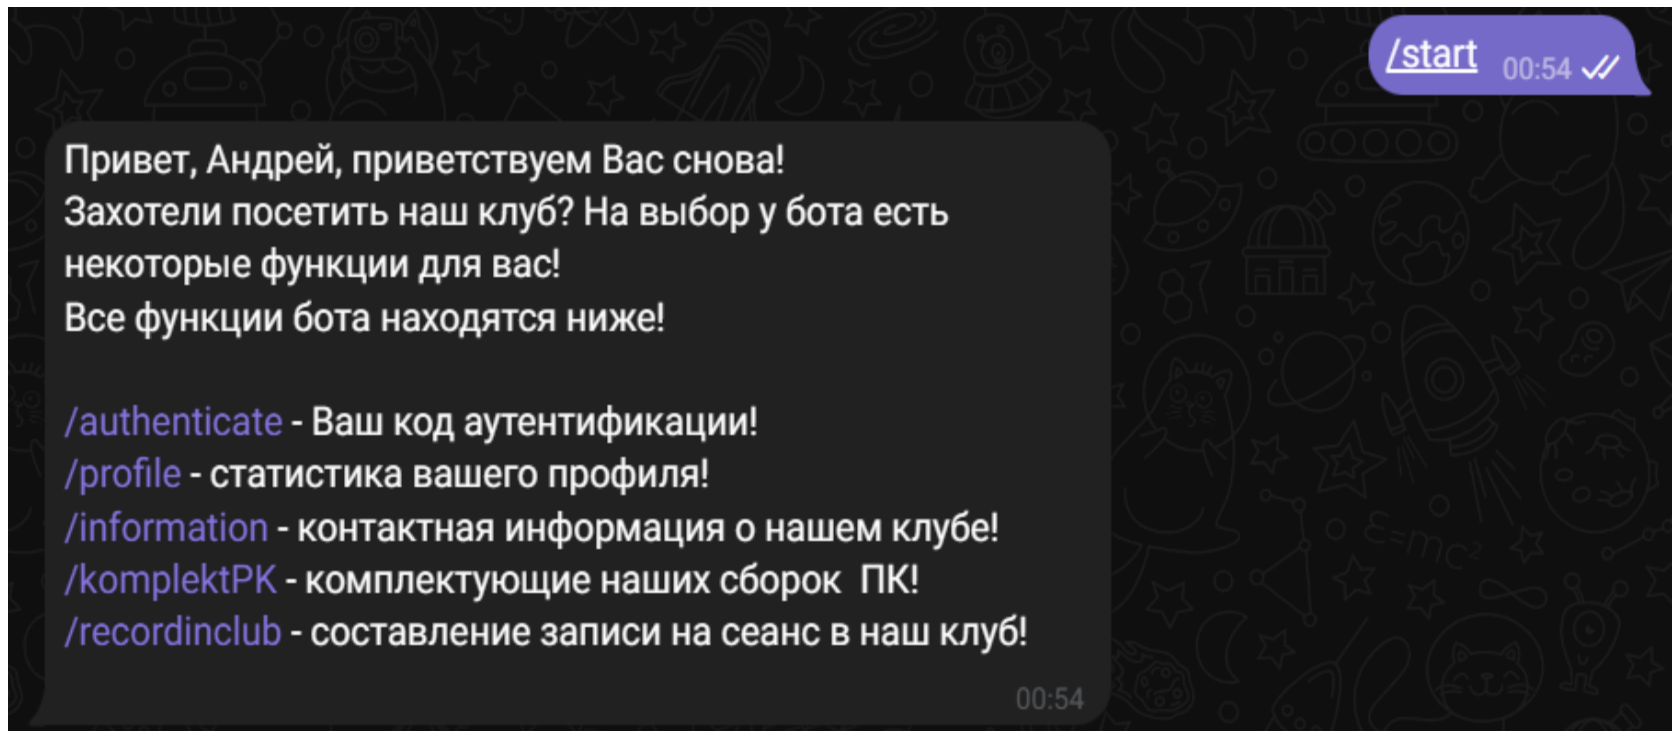 /start 00:54
Привет, Андрей, приветствуем Вас снова!
Захотели посетить наш клуб? На выбор у бота есть
некоторые функции для вас!
Все функции бота находятся ниже!
/authenticate - Ваш код аутентификации!
/profile - статистика вашего профиля!
/information - контактная информация о нашем клубе!
/komplektPK - комплектующие наших сборок  ПК!
/recordinclub - составление записи на сеанс в наш клуб!
00:54
E=mc²